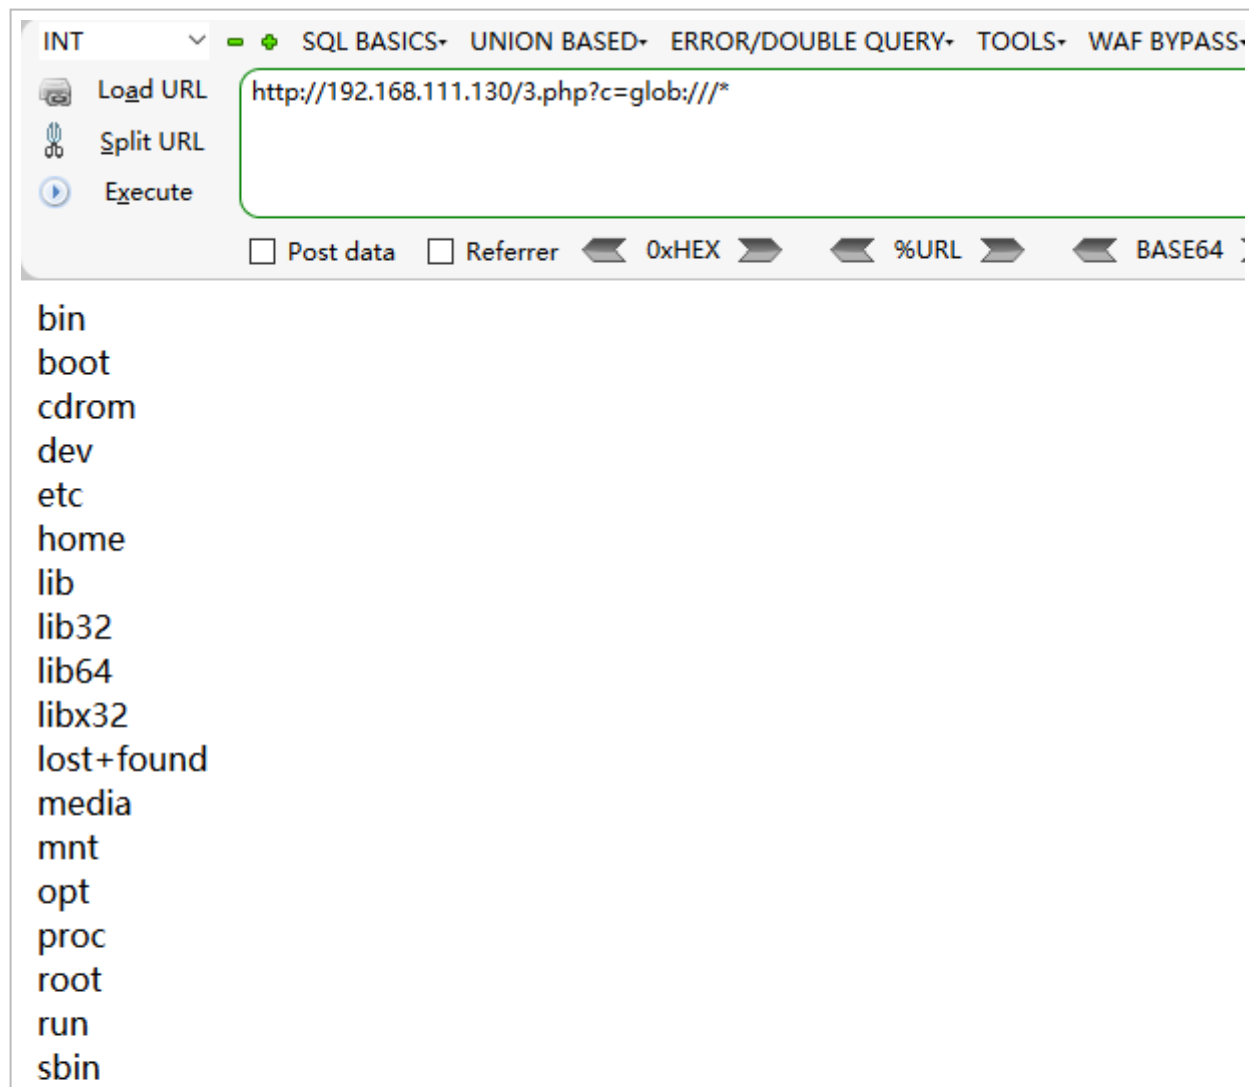 INT SQL BASICS UNION BASED ERROR/DOUBLE QUERY TOOLS WAF BYPASS
Load URL http://192.168.111.130/3.php?c=glob:///*
Split URL
Execute
Post data Referrer 0xHEX %URL BASE64
bin
boot
cdrom
dev
etc
home
lib
lib32
lib64
libx32
lost+found
media
mnt
opt
proc
root
run
sbin